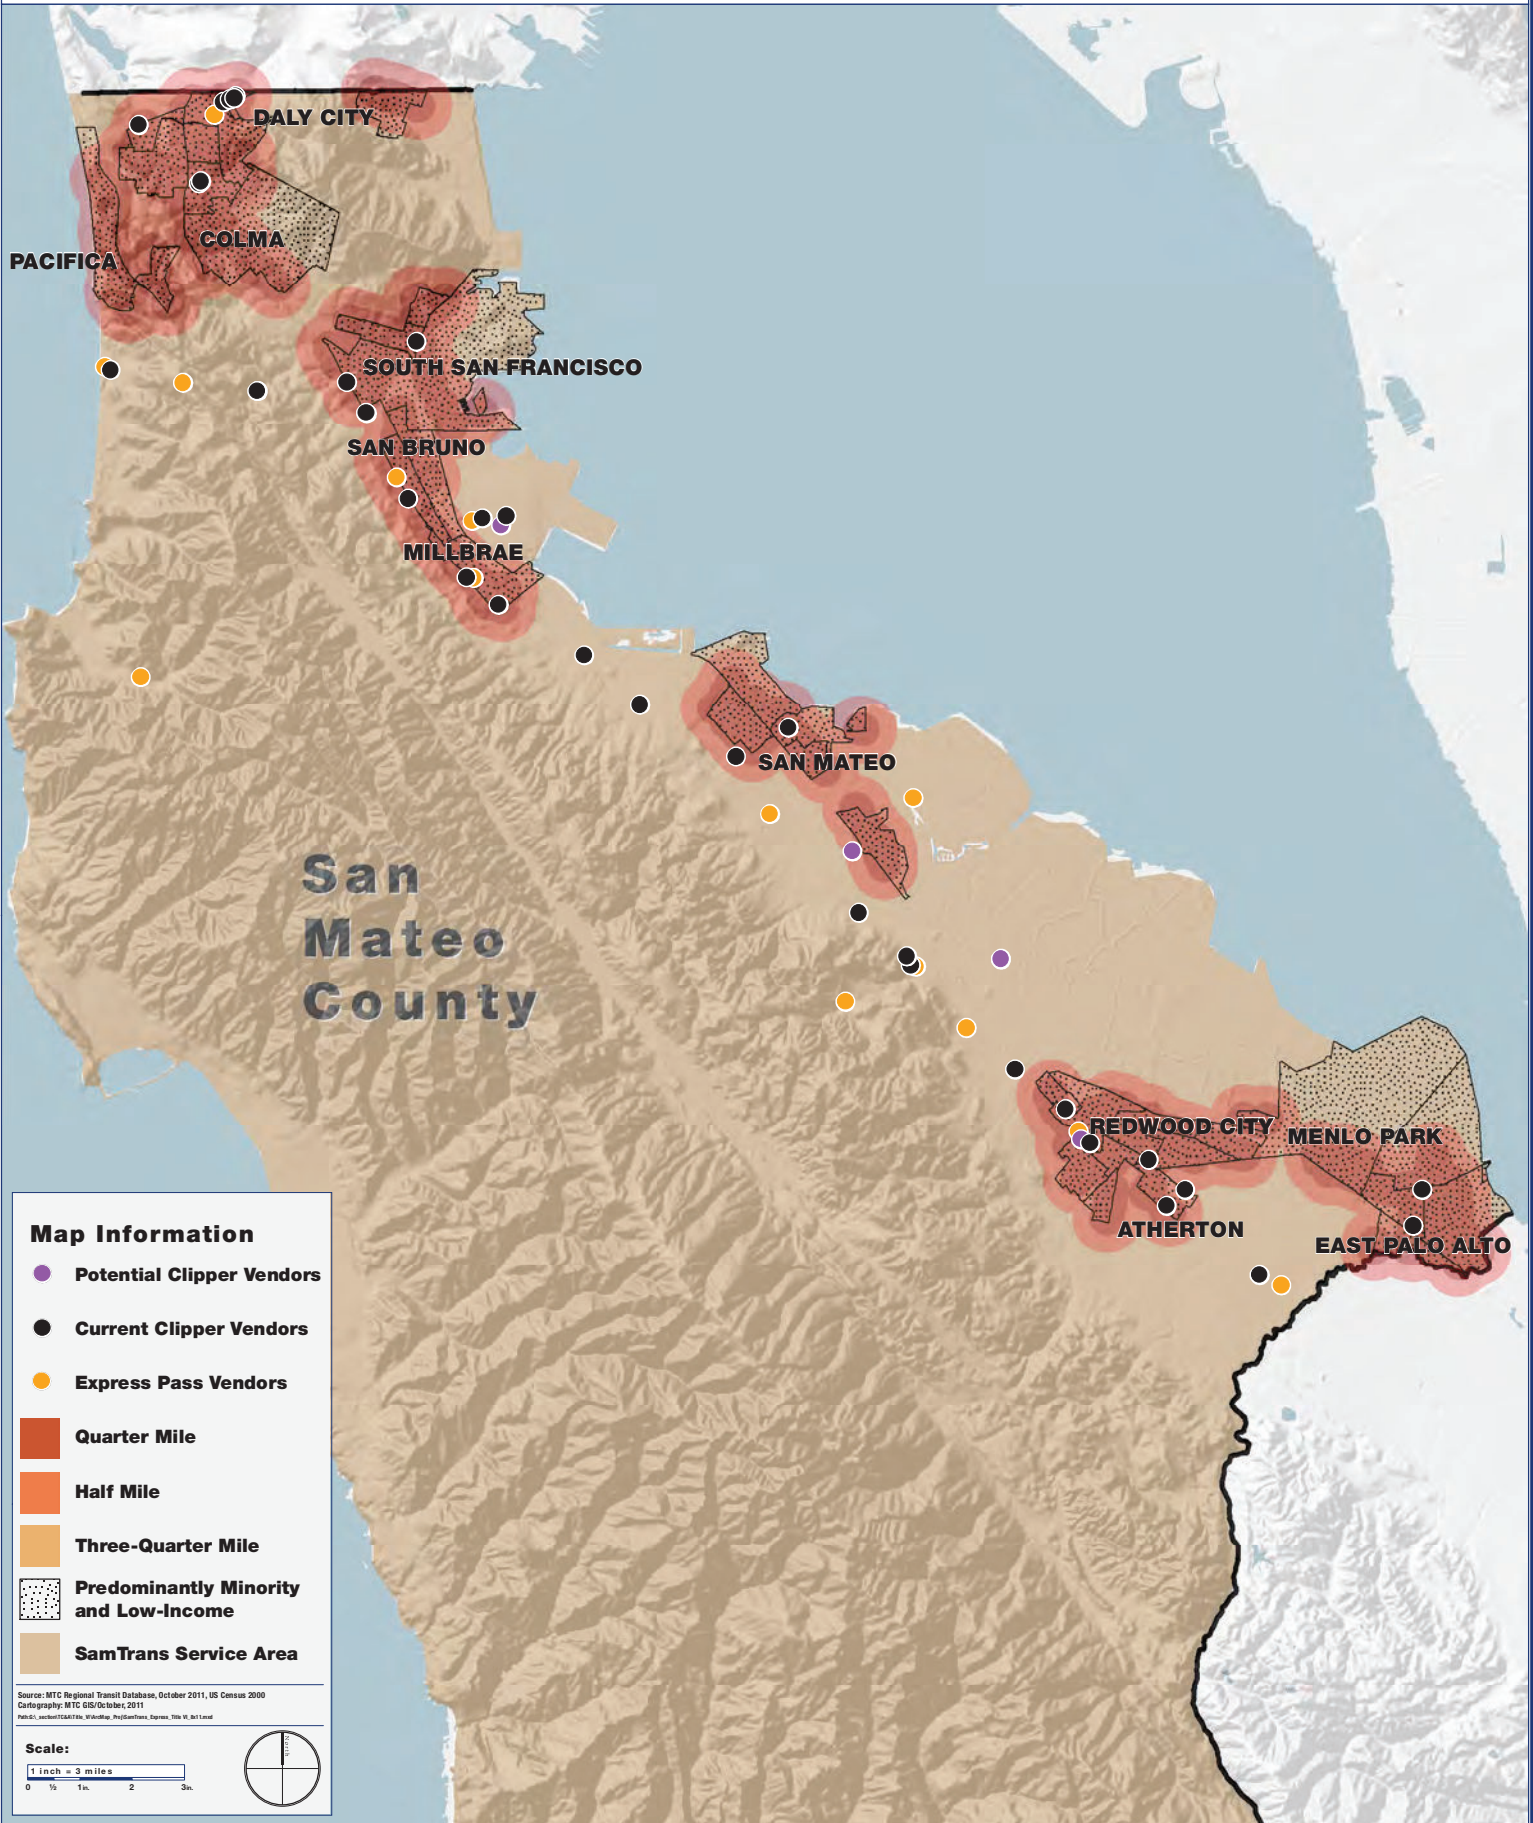 DALY CITY
COLMA
PACIFICA
SOUTH SAN FRANCISCO
SAN BRUNO
MILLBRAE
SAN MATEO
San
Mateo
County
REDWOOD CITY
MENLO PARK
ATHERTON
EAST PALO ALTO
Map Information
Potential Clipper Vendors
Current Clipper Vendors
Express Pass Vendors
Quarter Mile
Half Mile
Three-Quarter Mile
Predominantly Minority
and Low-Income
SamTrans Service Area
Source: MTC Regional Transit Database, October 2011, US Census 2000
Cartography: MTC GIS/October, 2011
Scale:
1 inch = 3 miles
0 ½ 1in. 2 3in.
North